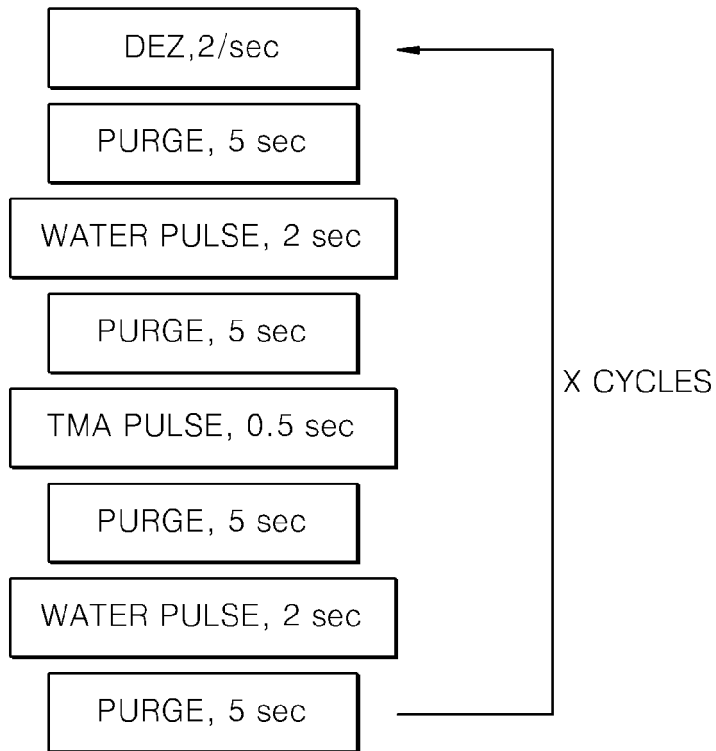 DEZ,2/sec
PURGE, 5 sec
WATER PULSE, 2 sec
PURGE, 5 sec
X CYCLES
TMA PULSE, 0.5 sec
PURGE, 5 sec
WATER PULSE, 2 sec
PURGE, 5 sec